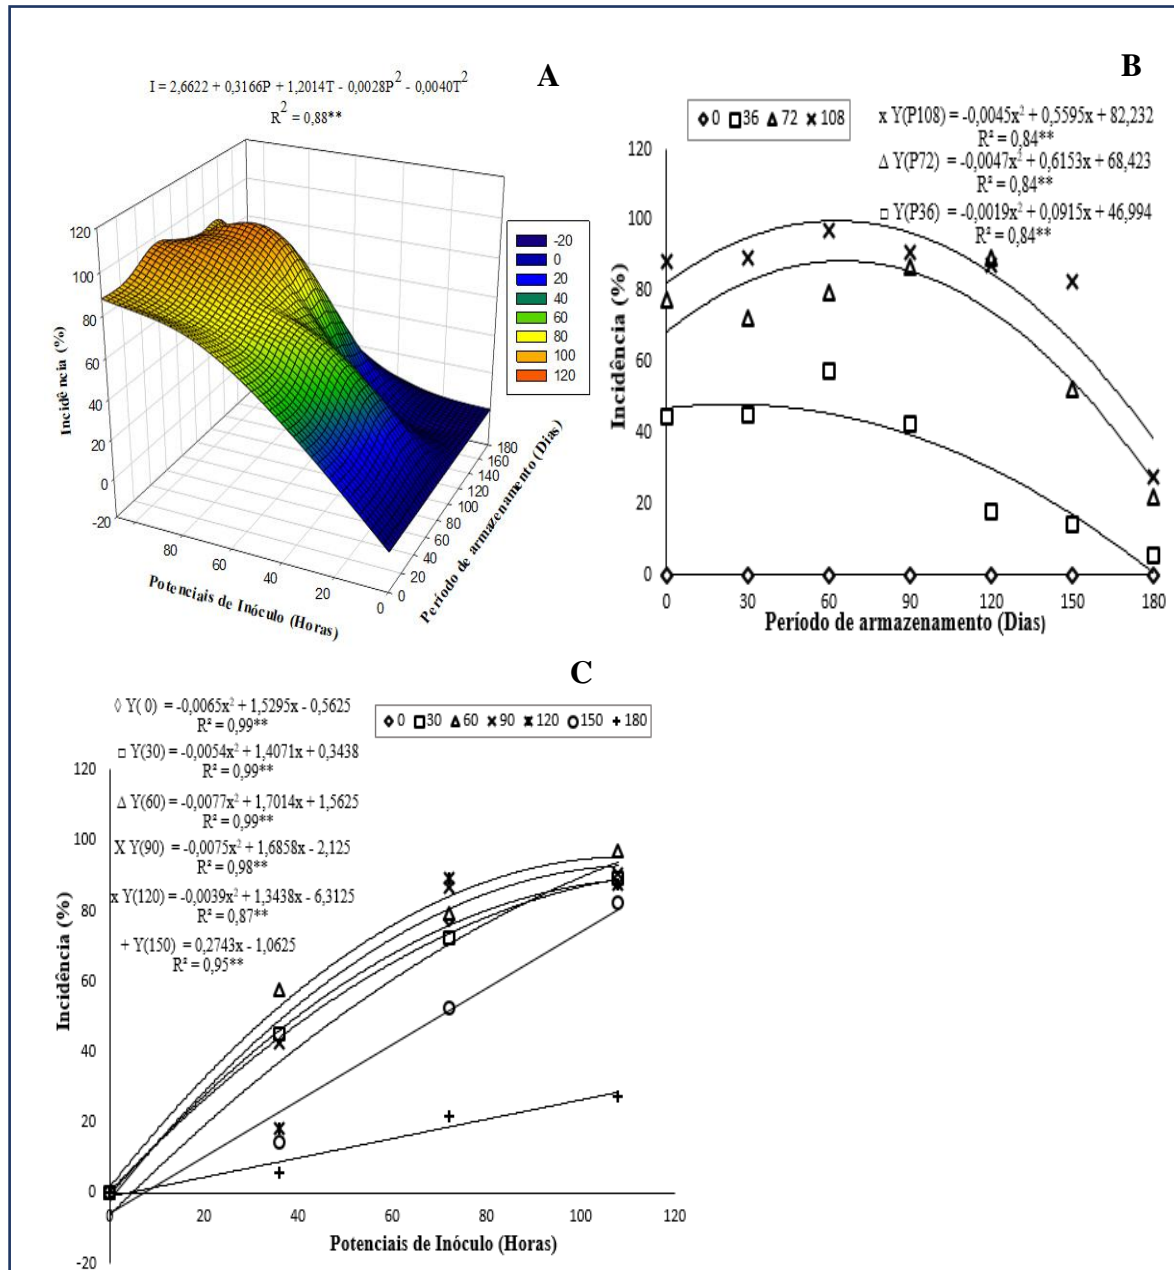 A
I = 2,6622 + 0,3166P + 1,2014T - 0,0028P² - 0,0040T²
R² = 0,88**
120
100
80
60
40
20
0
-20
Incidência (%)
80
60
40
20
0
Potenciais de Inóculo (Horas)
0
20
40
60
80
100
120
140
160
180
Período de armazenamento (Dias)
-20
0
20
40
60
80
100
120
B
◇ 0 □ 36 Δ 72 × 108
x Y(P108) = -0,0045x² + 0,5595x + 82,232
R² = 0,84**
Δ Y(P72) = -0,0047x² + 0,6153x + 68,423
R² = 0,84**
□ Y(P36) = -0,0019x² + 0,0915x + 46,994
R² = 0,84**
120
100
80
60
40
20
0
Incidência (%)
0 30 60 90 120 150 180
Período de armazenamento (Dias)
C
◇ 0 □ 30 Δ 60 × 90 ж 120 ○ 150 + 180
◊ Y( 0) = -0,0065x² + 1,5295x - 0,5625
R² = 0,99**
□ Y(30) = -0,0054x² + 1,4071x + 0,3438
R² = 0,99**
Δ Y(60) = -0,0077x² + 1,7014x + 1,5625
R² = 0,99**
X Y(90) = -0,0075x² + 1,6858x - 2,125
R² = 0,98**
x Y(120) = -0,0039x² + 1,3438x - 6,3125
R² = 0,87**
+ Y(150) = 0,2743x - 1,0625
R² = 0,95**
120
100
80
60
40
20
0
-20
Incidência (%)
0 20 40 60 80 100 120
Potenciais de Inóculo (Horas)